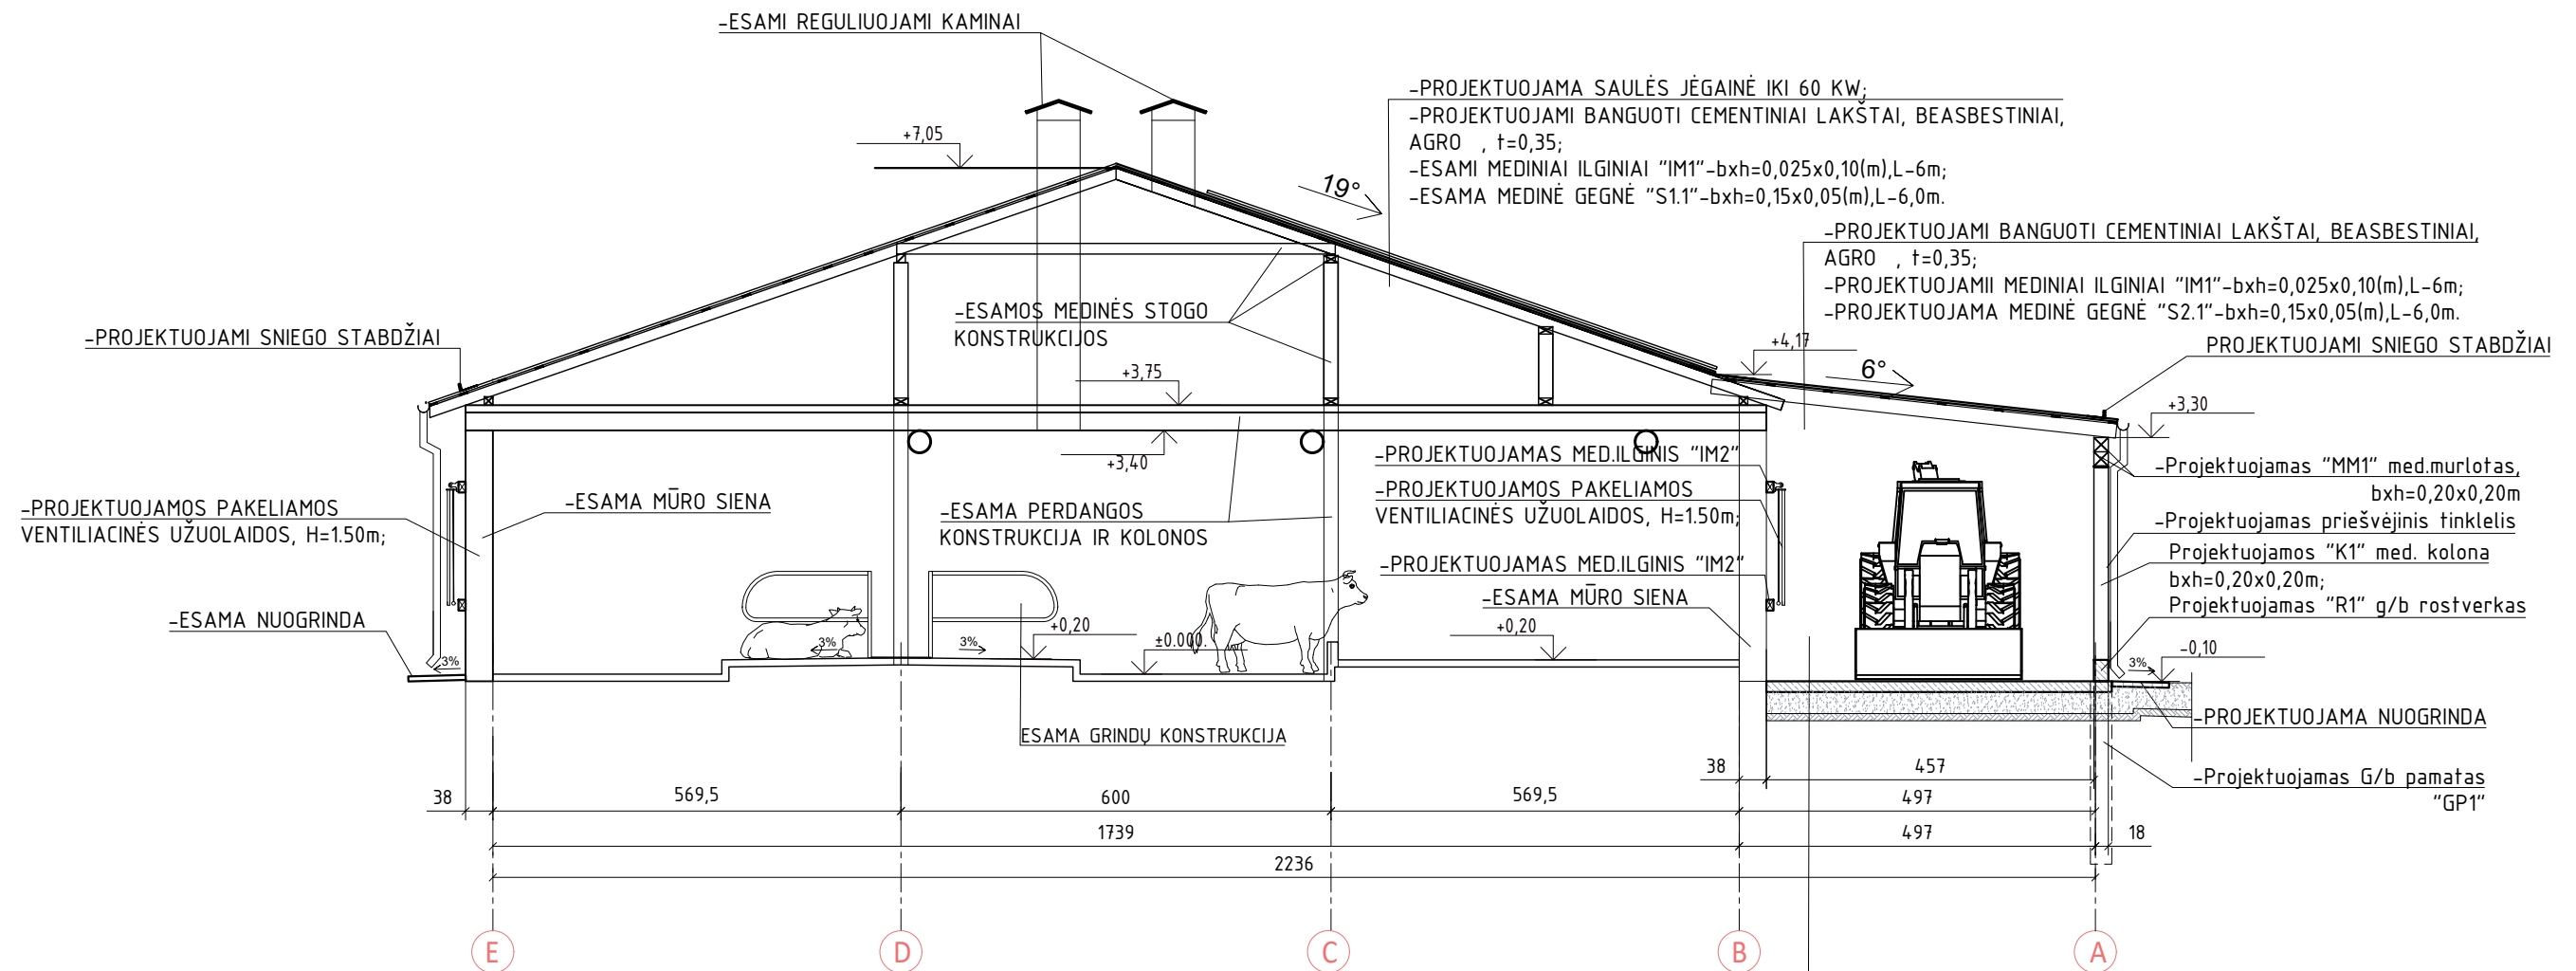 -ESAMI REGULIUOJAMI KAMINAI
-PROJEKTUOJAMA SAULĖS JĖGAINĖ IKI 60 KW;
-PROJEKTUOJAMI BANGUOTI CEMENTINIAI LAKŠTAI, BEASBESTINIAI,
AGRO , t=0,35;
-ESAMI MEDINIAI ILGINIAI "IM1"-bxh=0,025x0,10(m),L-6m;
-ESAMA MEDINĖ GEGNĖ "S1.1"-bxh=0,15x0,05(m),L-6,0m.
+7,05
19°
-PROJEKTUOJAMI BANGUOTI CEMENTINIAI LAKŠTAI, BEASBESTINIAI,
AGRO , t=0,35;
-PROJEKTUOJAMII MEDINIAI ILGINIAI "IM1"-bxh=0,025x0,10(m),L-6m;
-PROJEKTUOJAMA MEDINĖ GEGNĖ "S2.1"-bxh=0,15x0,05(m),L-6,0m.
-ESAMOS MEDINĖS STOGO
KONSTRUKCIJOS
-PROJEKTUOJAMI SNIEGO STABDŽIAI
PROJEKTUOJAMI SNIEGO STABDŽIAI
+4,17
6°
+3,75
+3,30
+3,40
-PROJEKTUOJAMAS MED.ILGINIS "IM2"
-PROJEKTUOJAMOS PAKELIAMOS
VENTILIACINĖS UŽUOLAIDOS, H=1.50m;
-Projektuojamas "MM1" med.murlotas,
bxh=0,20x0,20m
-PROJEKTUOJAMOS PAKELIAMOS
VENTILIACINĖS UŽUOLAIDOS, H=1.50m;
-ESAMA MŪRO SIENA
-ESAMA PERDANGOS
KONSTRUKCIJA IR KOLONOS
-Projektuojamas priešvėjinis tinklelis
Projektuojamos "K1" med. kolona
bxh=0,20x0,20m;
-PROJEKTUOJAMAS MED.ILGINIS "IM2"
-ESAMA MŪRO SIENA
Projektuojamas "R1" g/b rostverkas
-ESAMA NUOGRINDA
3%
3%
3%
+0,20
±0.000.
+0,20
3%
-0,10
ESAMA GRINDŲ KONSTRUKCIJA
-PROJEKTUOJAMA NUOGRINDA
-Projektuojamas G/b pamatas
"GP1"
38
457
38
569,5
600
569,5
497
1739
497
18
2236
E
D
C
B
A